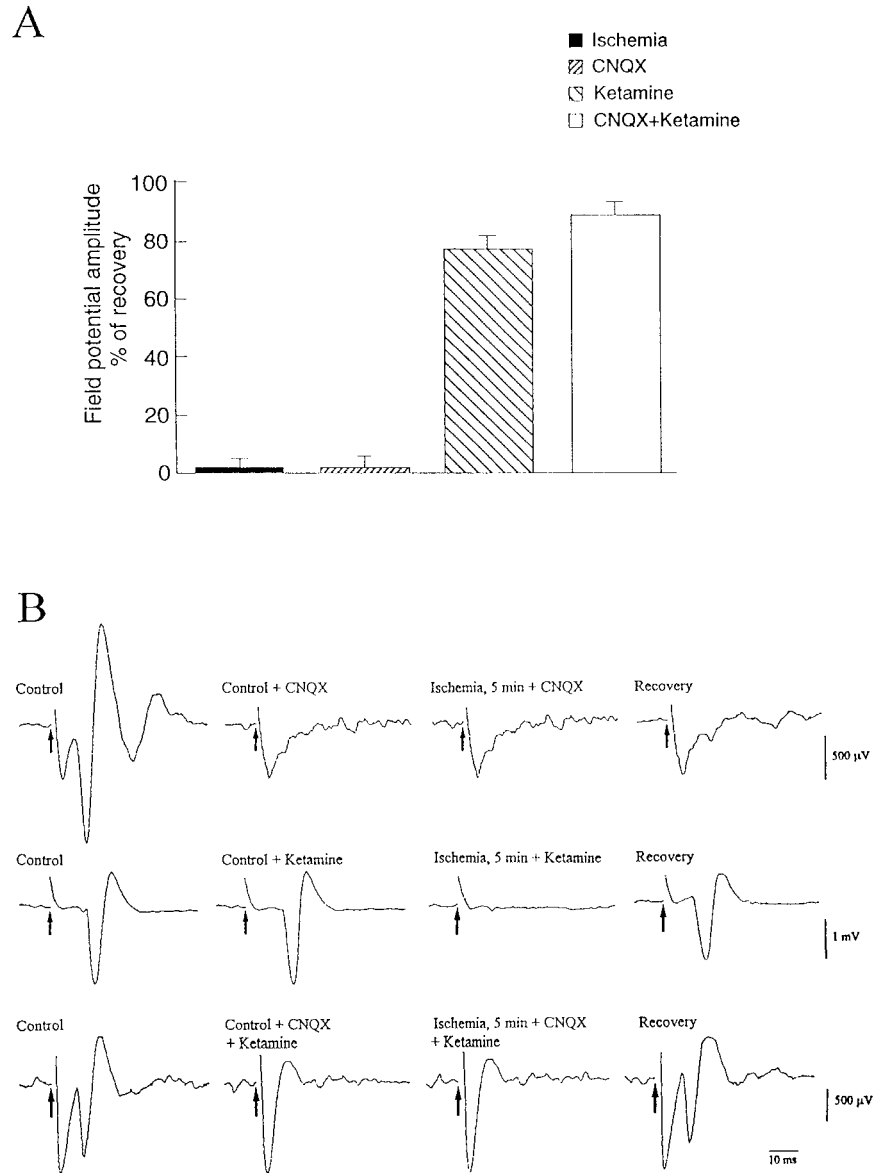 A
Ischemia
CNQX
Ketamine
CNQX+Ketamine
Field potential amplitude
% of recovery
100
80
60
40
20
0
B
Control
Control + CNQX
Ischemia, 5 min + CNQX
Recovery
500 µV
Control
Control + Ketamine
Ischemia, 5 min + Ketamine
Recovery
1 mV
Control
Control + CNQX
+ Ketamine
Ischemia, 5 min + CNQX
+ Ketamine
Recovery
500 µV
10 ms